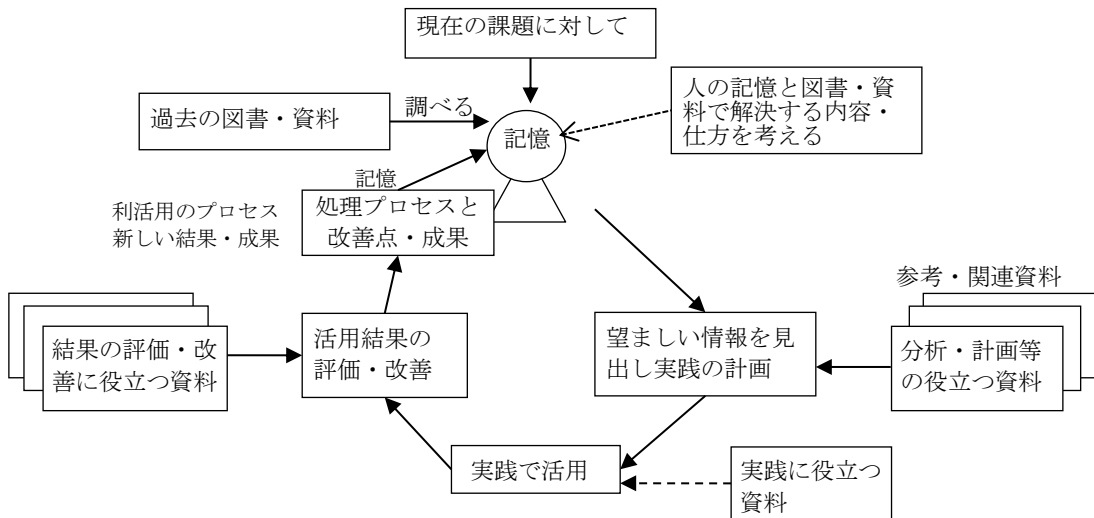 現在の課題に対して
過去の図書・資料
調べる
記憶
人の記憶と図書・資
料で解決する内容・
仕方を考える
記憶
利活用のプロセス
新しい結果・成果
処理プロセスと
改善点・成果
参考・関連資料
結果の評価・改
善に役立つ資料
活用結果の
評価・改善
望ましい情報を見
出し実践の計画
分析・計画等
の役立つ資料
実践で活用
実践に役立つ
資料